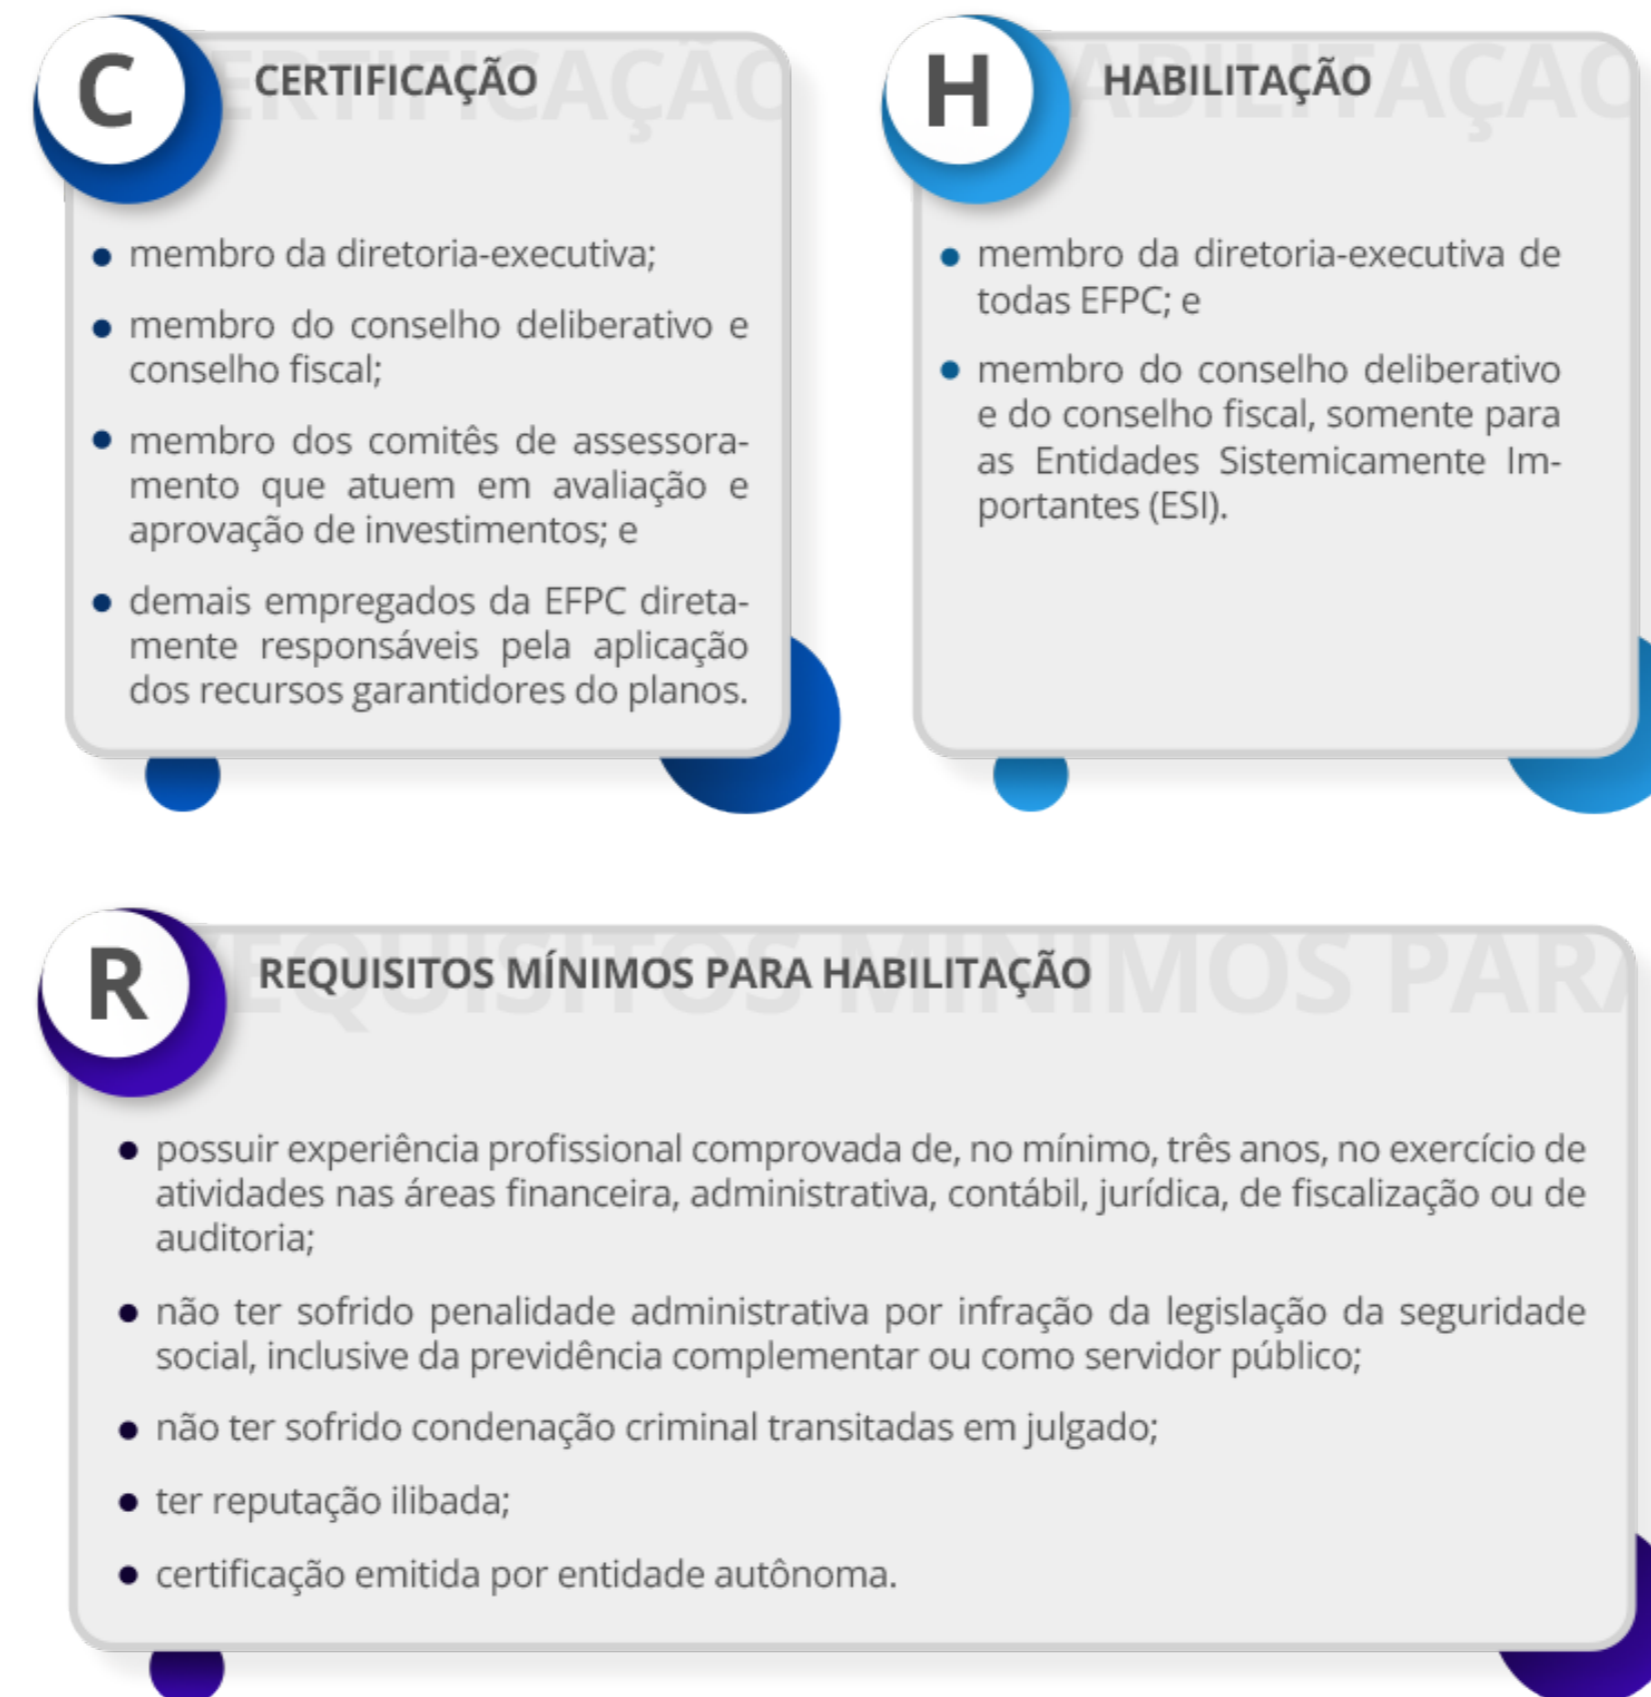 C
CERTIFICAÇÃO
ERTIFICAÇÃO
membro da diretoria-executiva;
membro do conselho deliberativo e
conselho fiscal;
membro dos comitês de assessora-
mento que atuem em avaliação e
aprovação de investimentos; e
demais empregados da EFPC direta-
mente responsáveis pela aplicação
dos recursos garantidores do planos.
H
HABILITAÇÃO
ABILITAÇÃO
membro da diretoria-executiva de
todas EFPC; e
membro do conselho deliberativo
e do conselho fiscal, somente para
as Entidades Sistemicamente Im-
portantes (ESI).
R
REQUISITOS MÍNIMOS PARA HABILITAÇÃO
EQUISITOS MÍNIMOS PARA
possuir experiência profissional comprovada de, no mínimo, três anos, no exercício de
atividades nas áreas financeira, administrativa, contábil, jurídica, de fiscalização ou de
auditoria;
não ter sofrido penalidade administrativa por infração da legislação da seguridade
social, inclusive da previdência complementar ou como servidor público;
não ter sofrido condenação criminal transitadas em julgado;
ter reputação ilibada;
certificação emitida por entidade autônoma.